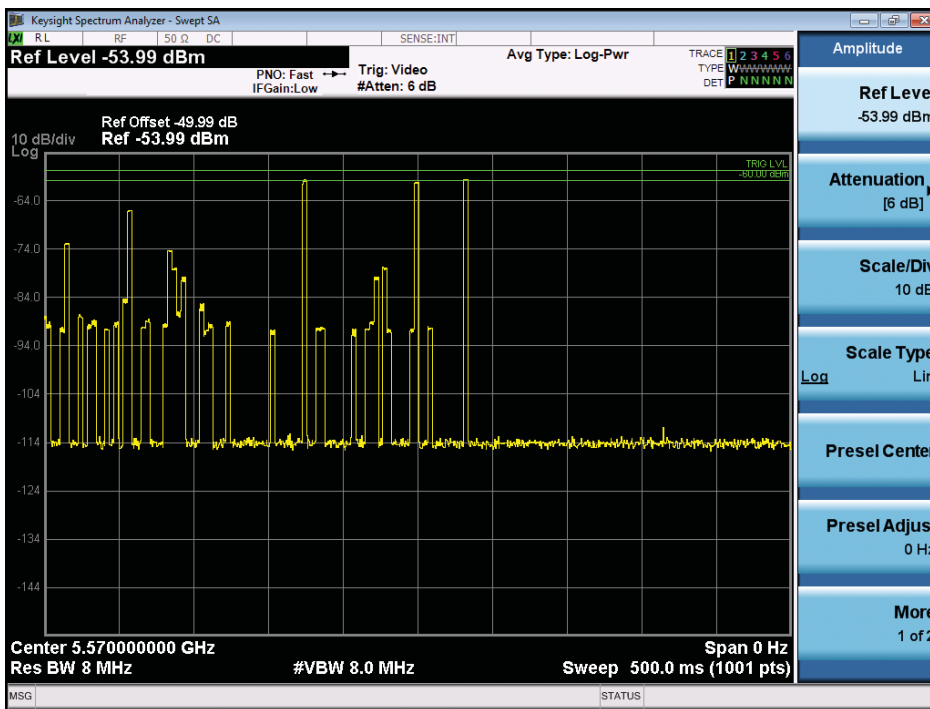 Keysight Spectrum Analyzer - Swept SA
LXI RL RF 50 Ω DC SENSE:INT
Ref Level -53.99 dBm
PNO: Fast
IFGain:Low
Trig: Video
#Atten: 6 dB
Avg Type: Log-Pwr
TRACE 1 2 3 4 5 6
TYPE WWWWWW
DET P N N N N N
Ref Offset -49.99 dB
10 dB/div Ref -53.99 dBm
Log
TRIG LVL
-60.00 dBm
-64.0
-74.0
-84.0
-94.0
-104
-114
-124
-134
-144
Center 5.570000000 GHz Span 0 Hz
Res BW 8 MHz #VBW 8.0 MHz Sweep 500.0 ms (1001 pts)
MSG STATUS
Amplitude
Ref Leve
-53.99 dBm
Attenuation
[6 dB]
Scale/Div
10 dB
Scale Type
Log Lin
Presel Center
Presel Adjus
0 Hz
More
1 of 2